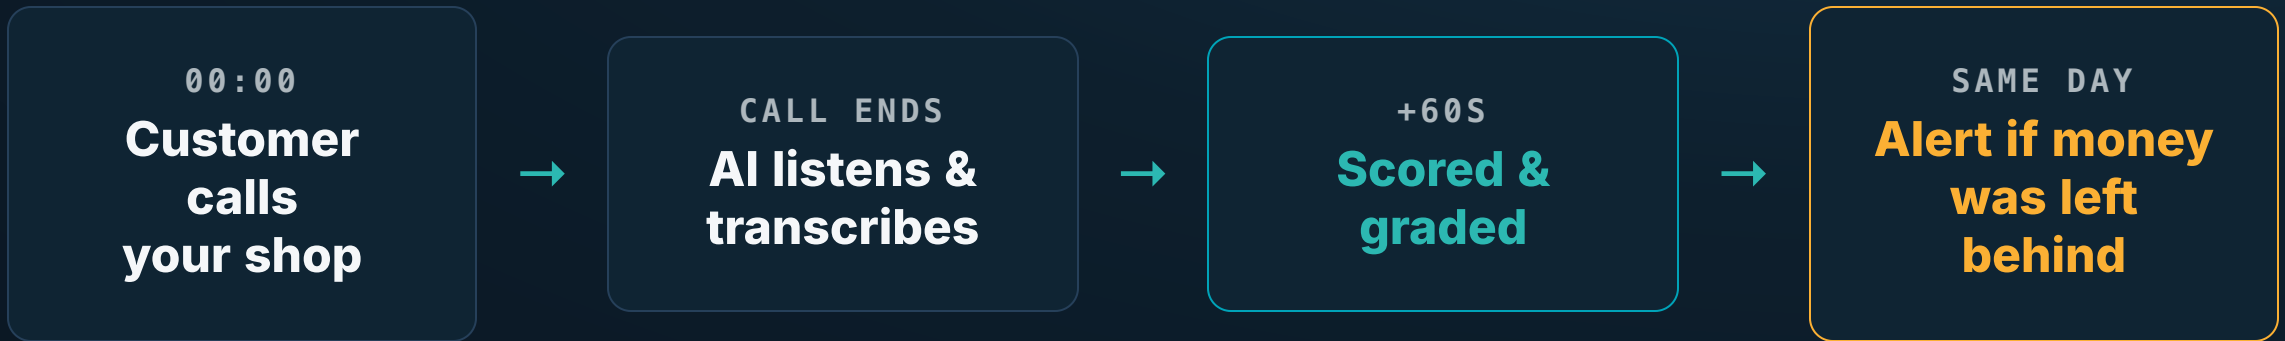 00:00
Customer
calls
your shop
→
CALL ENDS
AI listens &
transcribes
→
+60S
Scored &
graded
→
SAME DAY
Alert if money
was left
behind